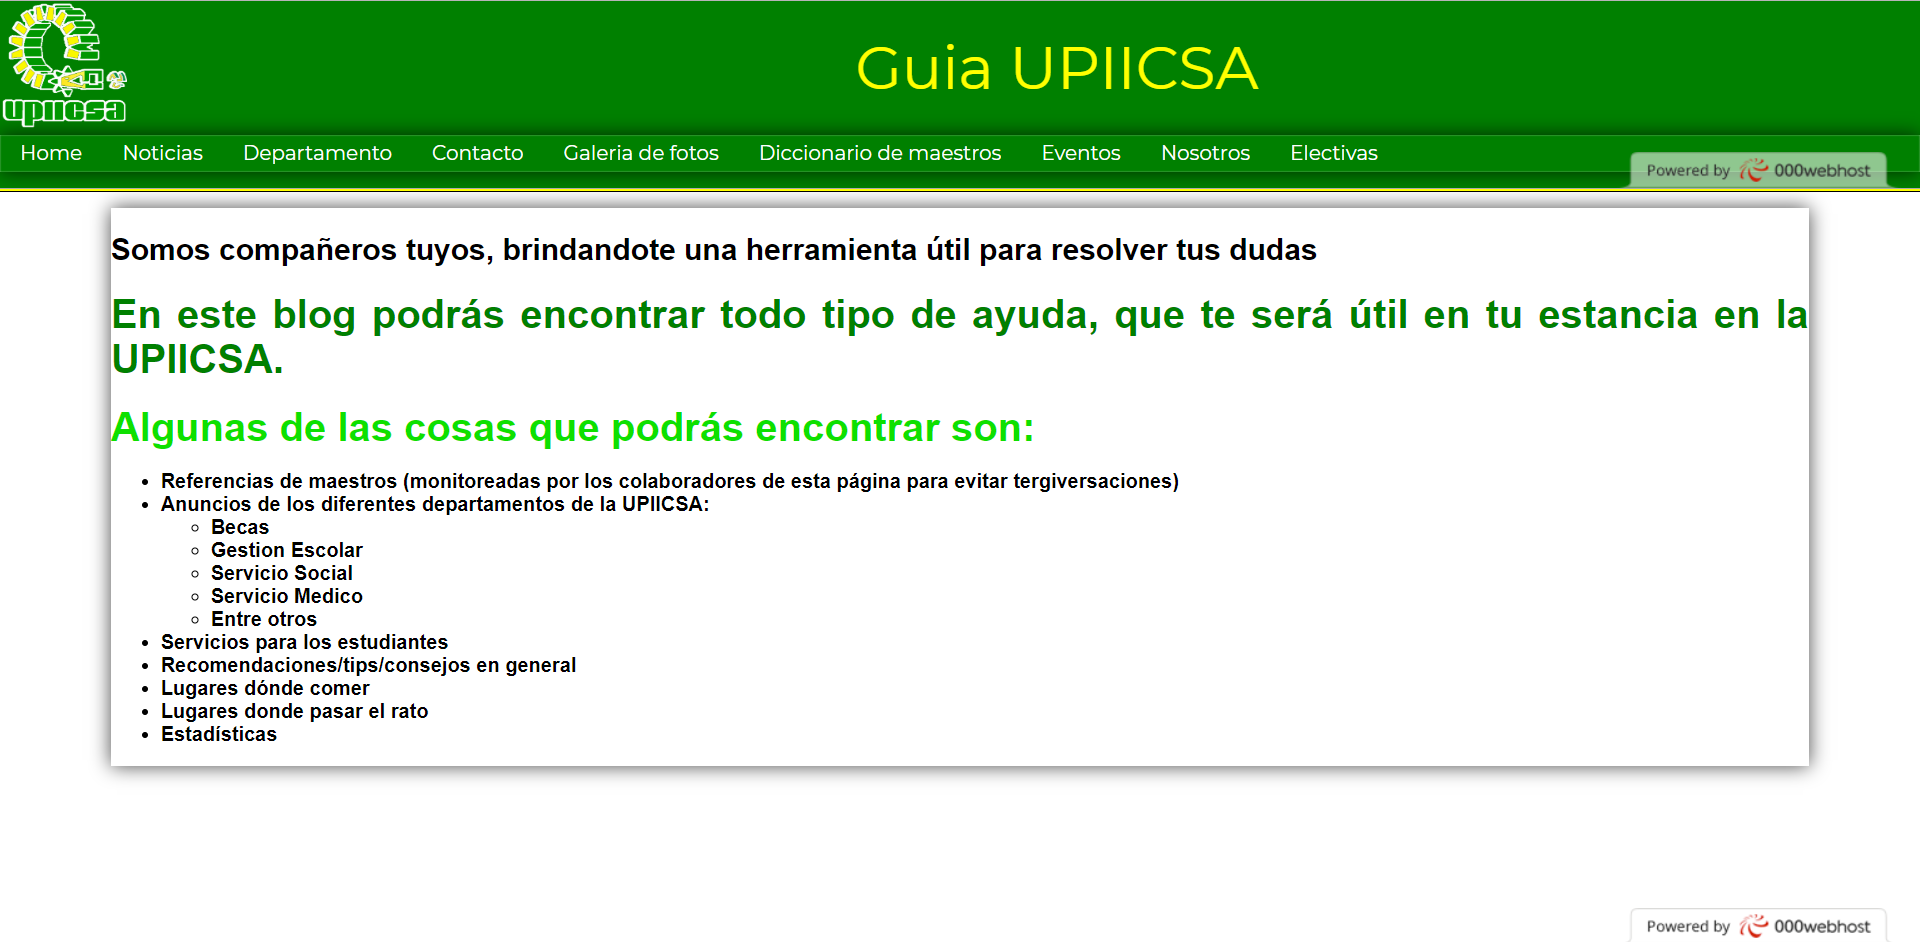 upiicsa
Guia UPIICSA
Home Noticias Departamento Contacto Galeria de fotos Diccionario de maestros Eventos Nosotros Electivas
Powered by 000webhost
Somos compañeros tuyos, brindandote una herramienta útil para resolver tus dudas
En este blog podrás encontrar todo tipo de ayuda, que te será útil en tu estancia en la
UPIICSA.
Algunas de las cosas que podrás encontrar son:
Referencias de maestros (monitoreadas por los colaboradores de esta página para evitar tergiversaciones)
Anuncios de los diferentes departamentos de la UPIICSA:
Becas
Gestion Escolar
Servicio Social
Servicio Medico
Entre otros
Servicios para los estudiantes
Recomendaciones/tips/consejos en general
Lugares dónde comer
Lugares donde pasar el rato
Estadísticas
Powered by 000webhost